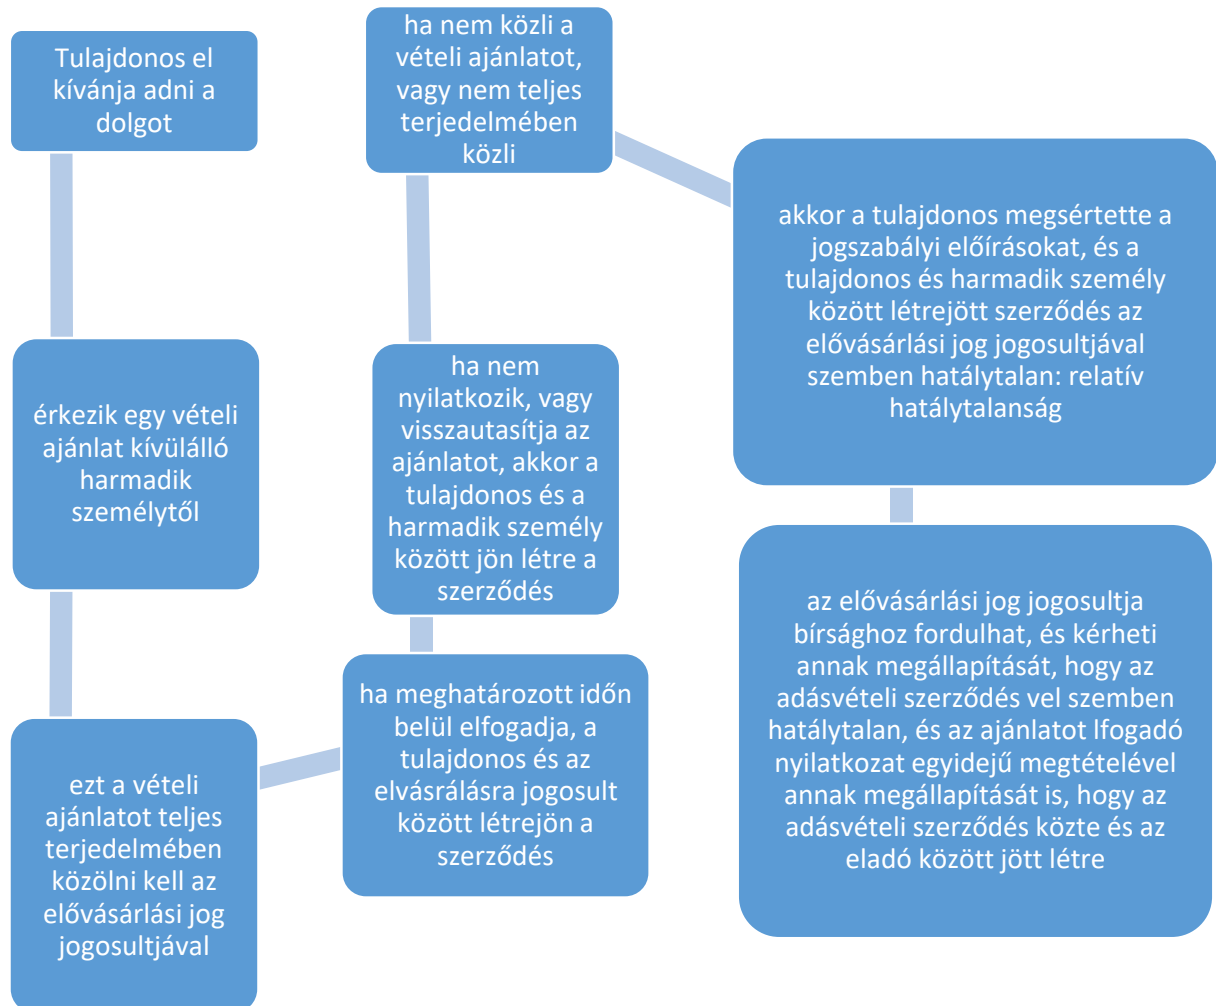 Tulajdonos el
kívánja adni a
dolgot
érkezik egy vételi
ajánlat kívülálló
harmadik
személytől
ezt a vételi
ajánlatot teljes
terjedelmében
közölni kell az
elővásárlási jog
jogosultjával
ha meghatározott időn
belül elfogadja, a
tulajdonos és az
elvásrálásra jogosult
között létrejön a
szerződés
ha nem
nyilatkozik, vagy
visszautasítja az
ajánlatot, akkor a
tulajdonos és a
harmadik személy
között jön létre a
szerződés
ha nem közli a
vételi ajánlatot,
vagy nem teljes
terjedelmében
közli
akkor a tulajdonos megsértette a
jogszabályi előírásokat, és a
tulajdonos és harmadik személy
között létrejött szerződés az
elővásárlási jog jogosultjával
szemben hatálytalan: relatív
hatálytalanság
az elővásárlási jog jogosultja
bírsághoz fordulhat, és kérheti
annak megállapítását, hogy az
adásvételi szerződés vel szemben
hatálytalan, és az ajánlatot lfogadó
nyilatkozat egyidejű megtételével
annak megállapítását is, hogy az
adásvételi szerződés közte és az
eladó között jött létre